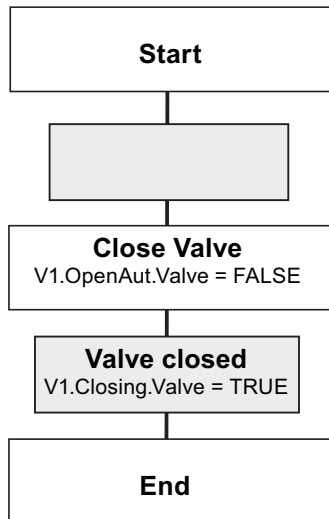 Start
Close Valve
V1.OpenAut.Valve = FALSE
Valve closed
V1.Closing.Valve = TRUE
End